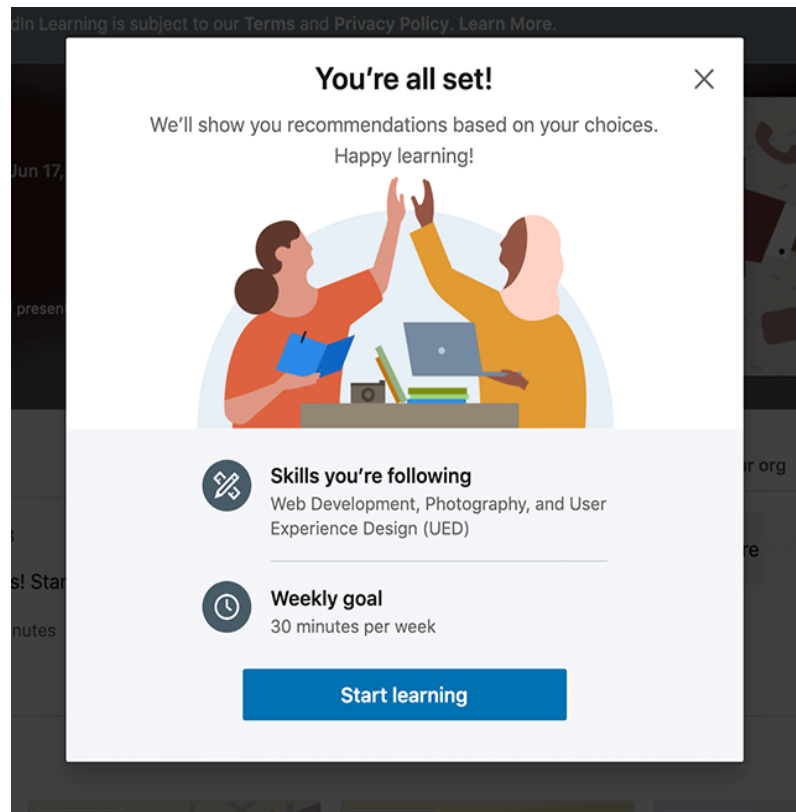 dIn Learning is subject to our Terms and Privacy Policy. Learn More.
You're all set!
We'll show you recommendations based on your choices.
Happy learning!
Jun 17,
presen
Skills you're following
Web Development, Photography, and User
Experience Design (UED)
ur org
re
s! Star
Weekly goal
30 minutes per week
nutes
Start learning